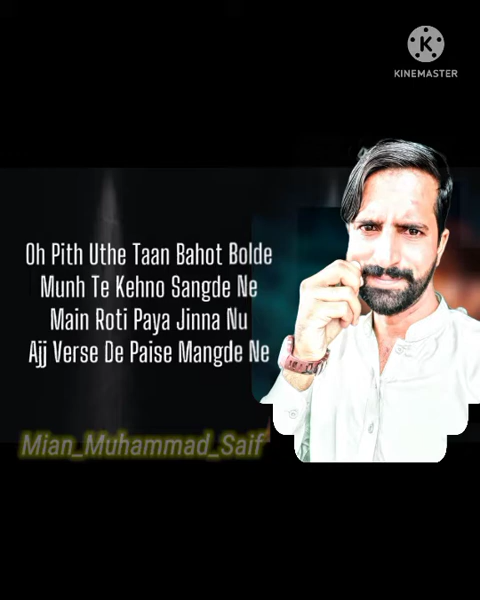 KINEMASTER
Oh Pith Uthe Taan Bahot Bolde
Munh Te Kehno Sangde Ne
Main Roti Paya Jinna Nu
Ajj Verse De Paise Mangde Ne
Mian_Muhammad_Saif